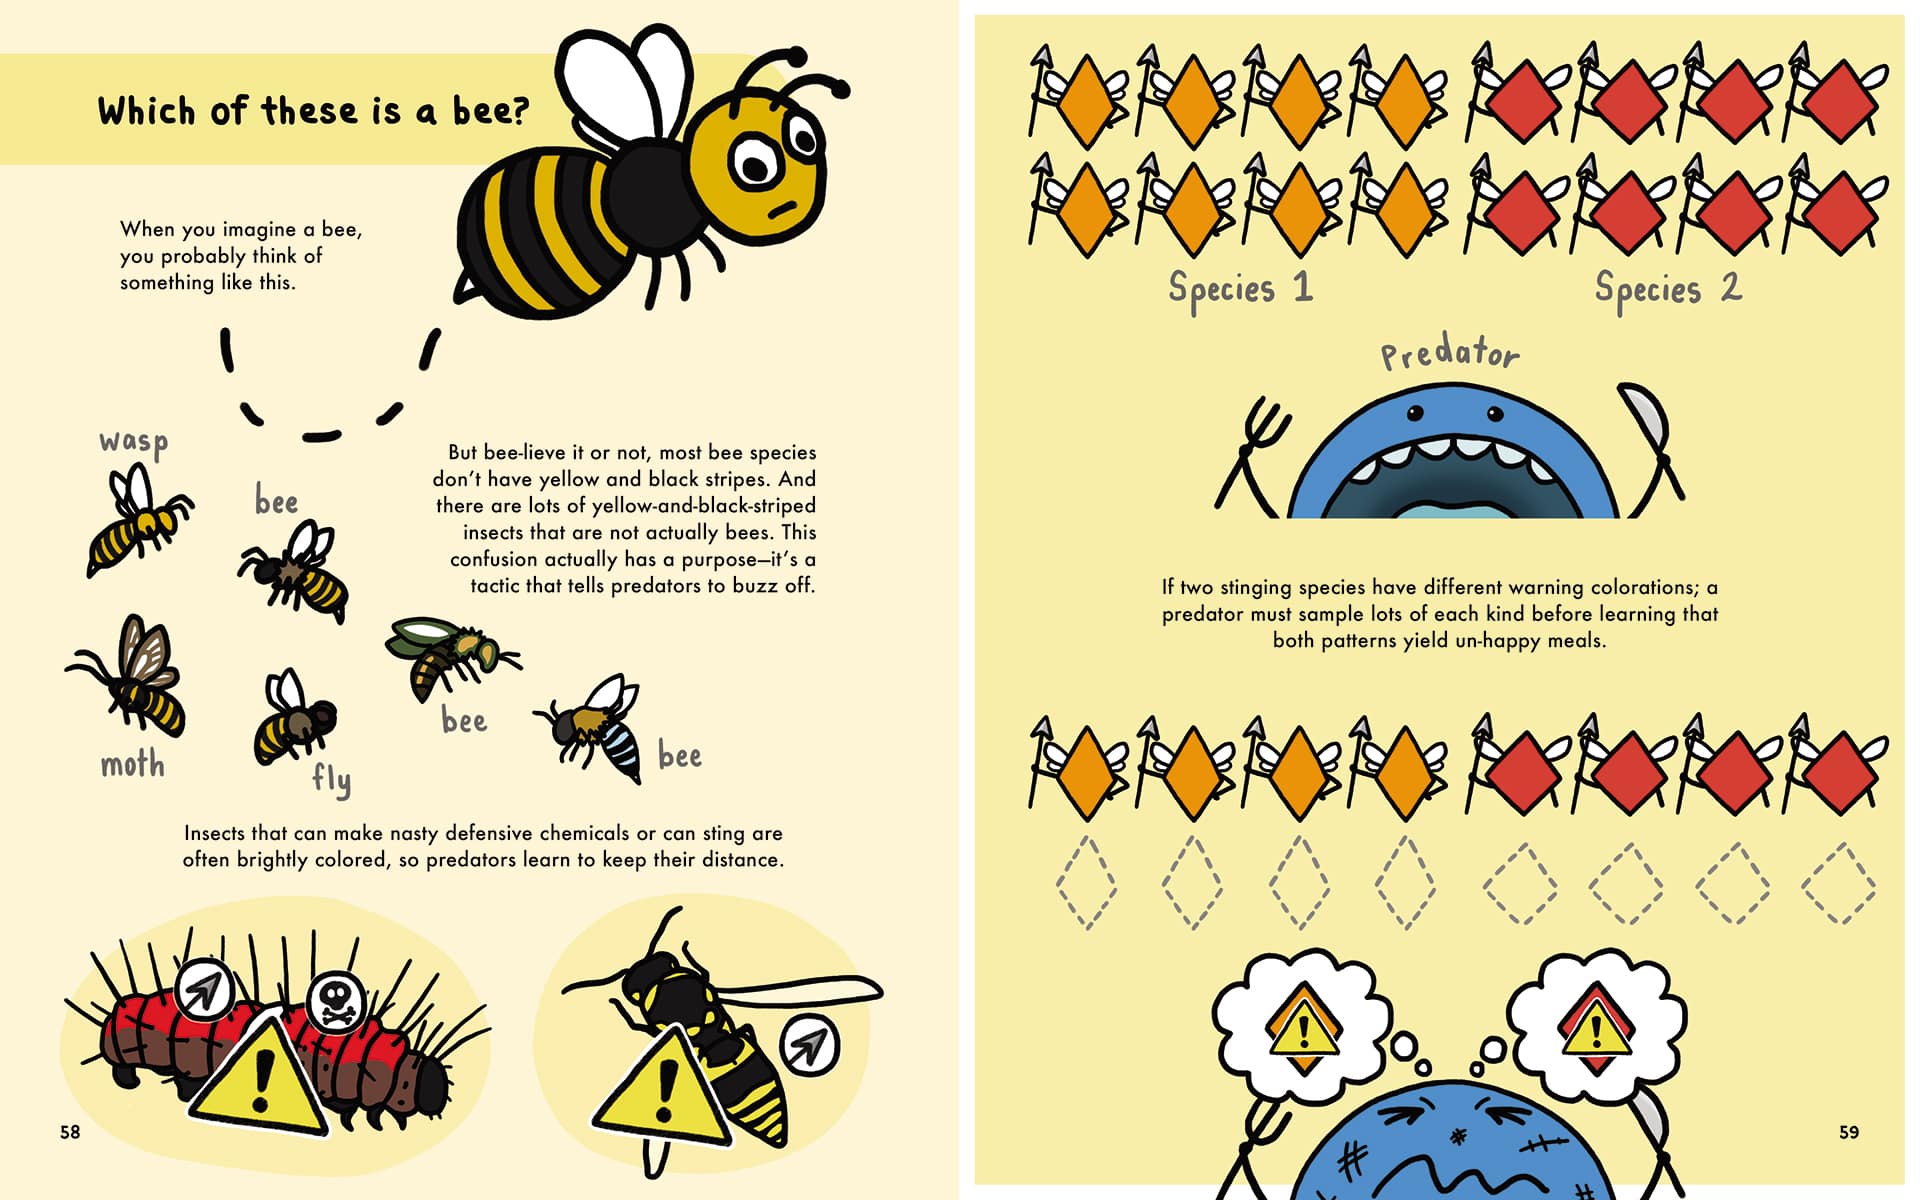 Which of these is a bee?
When you imagine a bee,
you probably think of
something like this.
wasp
bee
But bee-lieve it or not, most bee species
don't have yellow and black stripes. And
there are lots of yellow-and-black-striped
insects that are not actually bees. This
confusion actually has a purpose—it's a
tactic that tells predators to buzz off.
moth
fly
bee
bee
Insects that can make nasty defensive chemicals or can sting are
often brightly colored, so predators learn to keep their distance.
!
!
58
Species 1
Species 2
Predator
If two stinging species have different warning colorations; a
predator must sample lots of each kind before learning that
both patterns yield un-happy meals.
!
!
59